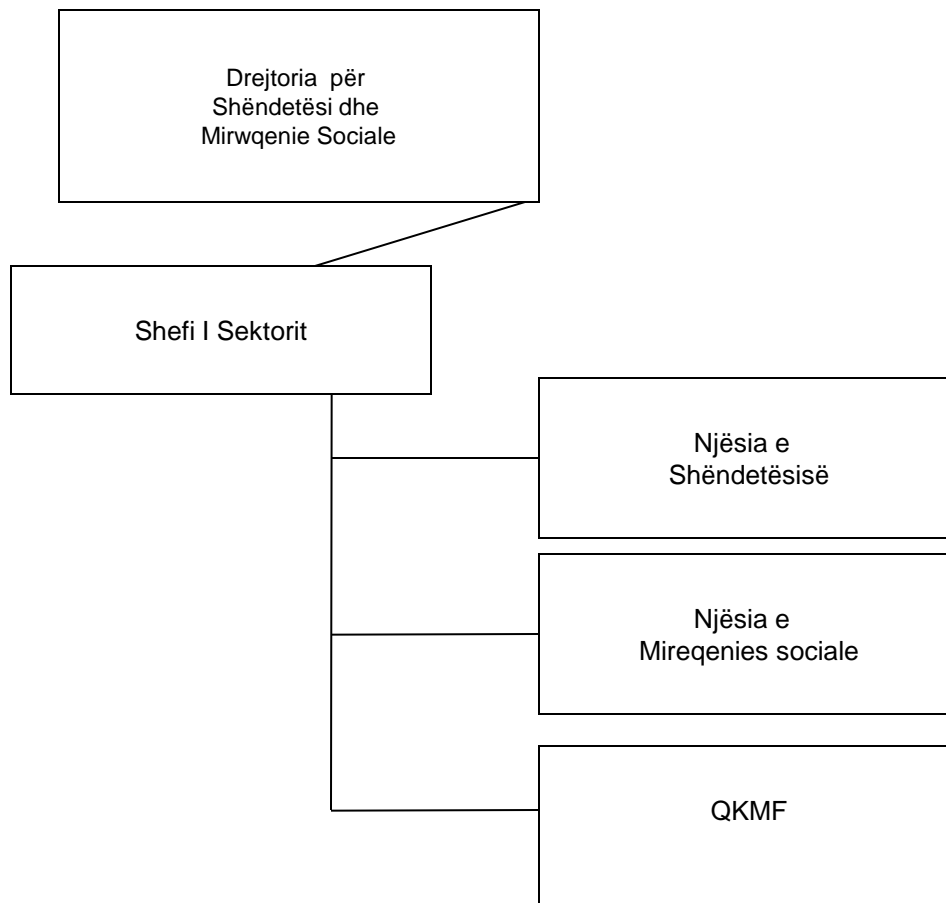 Drejtoria për
Shëndetësi dhe
Mirwqenie Sociale
Shefi I Sektorit
Njësia e
Shëndetësisë
Njësia e
Mireqenies sociale
QKMF